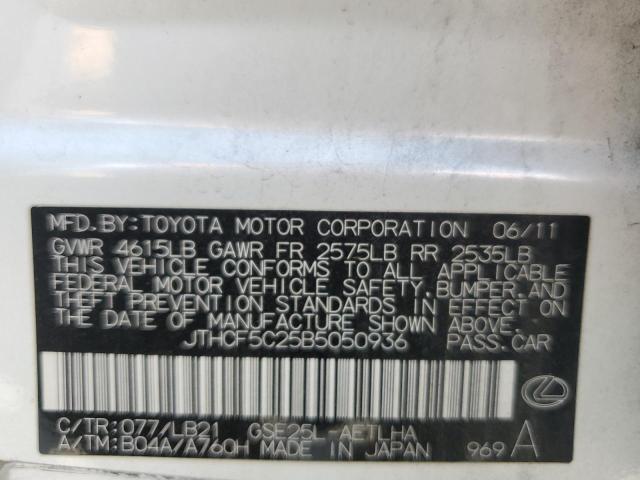 MFD.BY:TOYOTA MOTOR CORPORATION 06/11
GVWR 4615LB GAWR FR 2575LB RR 2535LB
THIS VEHICLE CONFORMS TO ALL APPLICABLE
FEDERAL MOTOR VEHICLE SAFETY, BUMPER, AND
THEFT PREVENTION STANDARDS IN EFFECT ON
THE DATE OF MANUFACTURE SHOWN ABOVE.
JTHCF5C25B5050936 PASS.CAR
C/TR:077/LB21 GSE25L-AETLHA
A/TM:B04A/A760H MADE IN JAPAN 969 A